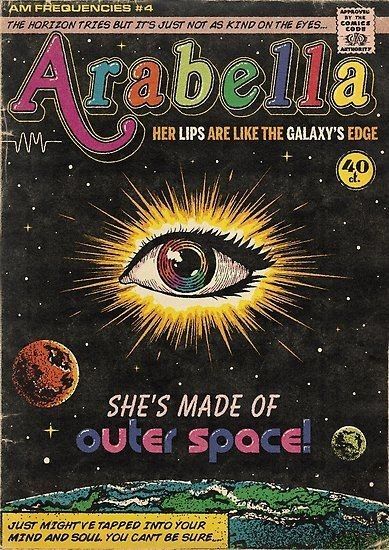 AM FREQUENCIES #4
THE HORIZON TRIES BUT IT'S JUST NOT AS KIND ON THE EYES...
APPROVED
BY THE
COMICS
CODE
AUTHORITY
Arabella
HER LIPS ARE LIKE THE GALAXY'S EDGE
40
ct.
SHE'S MADE OF
outer space!
JUST MIGHT'VE TAPPED INTO YOUR
MIND AND SOUL. YOU CAN'T BE SURE....